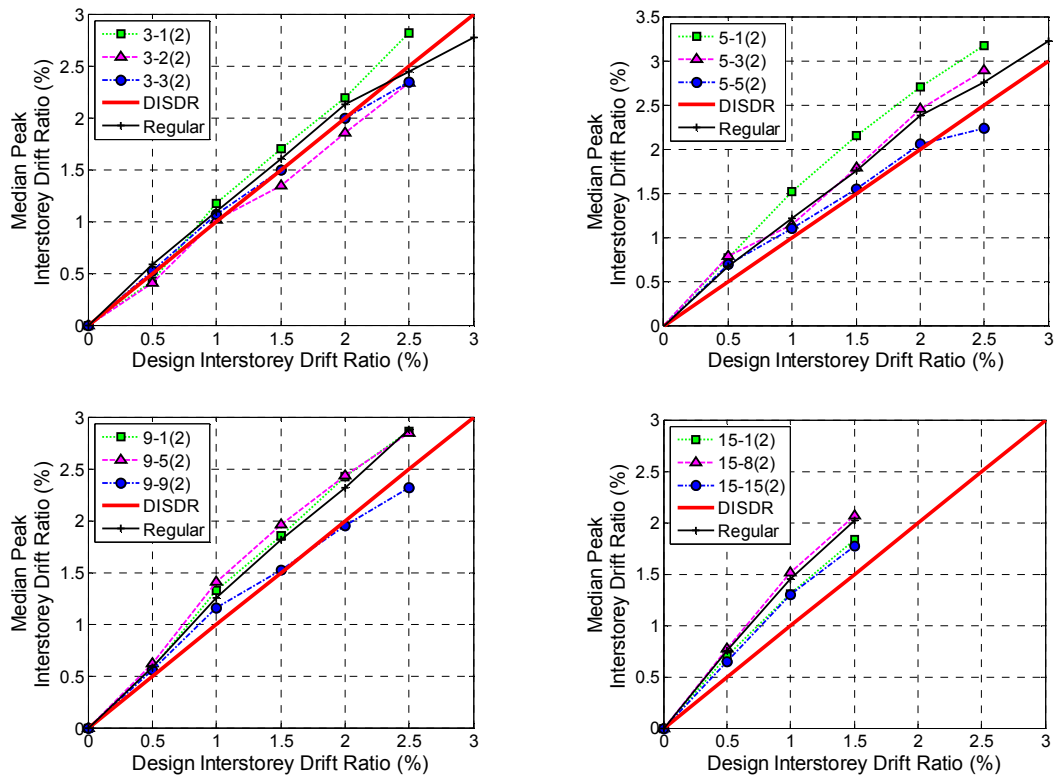 3
2.5
2
1.5
1
0.5
0
Median Peak
Interstorey Drift Ratio (%)
3-1(2)
3-2(2)
3-3(2)
DISDR
Regular
0 0.5 1 1.5 2 2.5 3
Design Interstorey Drift Ratio (%)
3.5
3
2.5
2
1.5
1
0.5
0
Median Peak
Interstorey Drift Ratio (%)
5-1(2)
5-3(2)
5-5(2)
DISDR
Regular
0 0.5 1 1.5 2 2.5 3
Design Interstorey Drift Ratio (%)
3
2.5
2
1.5
1
0.5
0
Median Peak
Interstorey Drift Ratio (%)
9-1(2)
9-5(2)
9-9(2)
DISDR
Regular
0 0.5 1 1.5 2 2.5 3
Design Interstorey Drift Ratio (%)
3
2.5
2
1.5
1
0.5
0
Median Peak
Interstorey Drift Ratio (%)
15-1(2)
15-8(2)
15-15(2)
DISDR
Regular
0 0.5 1 1.5 2 2.5 3
Design Interstorey Drift Ratio (%)